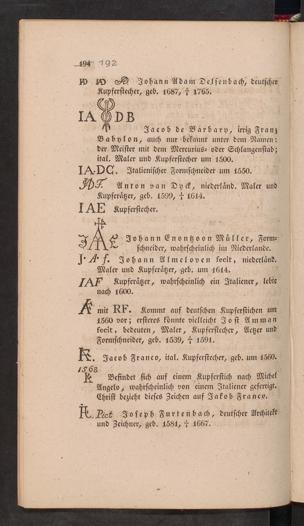 194 192
Johann Adam Delsenbach, deutscher
Kupferstecher, geb. 1687, † 1765.
IA DB
Jacob de Barbary, irrig Franz
Babylon, auch nur bekannt unter dem Namen:
der Meister mit dem Mercurius- oder Schlangenstab;
ital. Maler und Kupferstecher um 1500.
IA.DC. Italienischer Formschneider um 1550.
Anton van Dyck, niederländ. Maler und
Kupferätzer, geb. 1599, † 1614.
IAE Kupferstecher.
Johann Evontzoon Müller, Form-
schneider, wahrscheinlich im Niederlande.
J. A. f. Johann Almeloven fecit, niederländ.
Maler und Kupferätzer, geb. um 1614.
IAF Kupferätzer, wahrscheinlich ein Italiener, lebte
nach 1600.
mit RF. Kommt auf deutschen Kupferstichen um
1560 vor; ersteres könnte vielleicht Jost Amman
fecit, bedeuten, Maler, Kupferstecher, Aetzer und
Formschneider, geb. 1539, † 1591.
Jacob Franco, ital. Kupferstecher, geb. um 1560.
1568
Befindet sich auf einem Kupferstich nach Michel
Angelo, wahrscheinlich von einem Italiener gefertigt.
Christ bezieht dieses Zeichen auf Jakob Franco.
Pict Joseph Furtenbach, deutscher Architekt
und Zeichner, geb. 1581, † 1667.